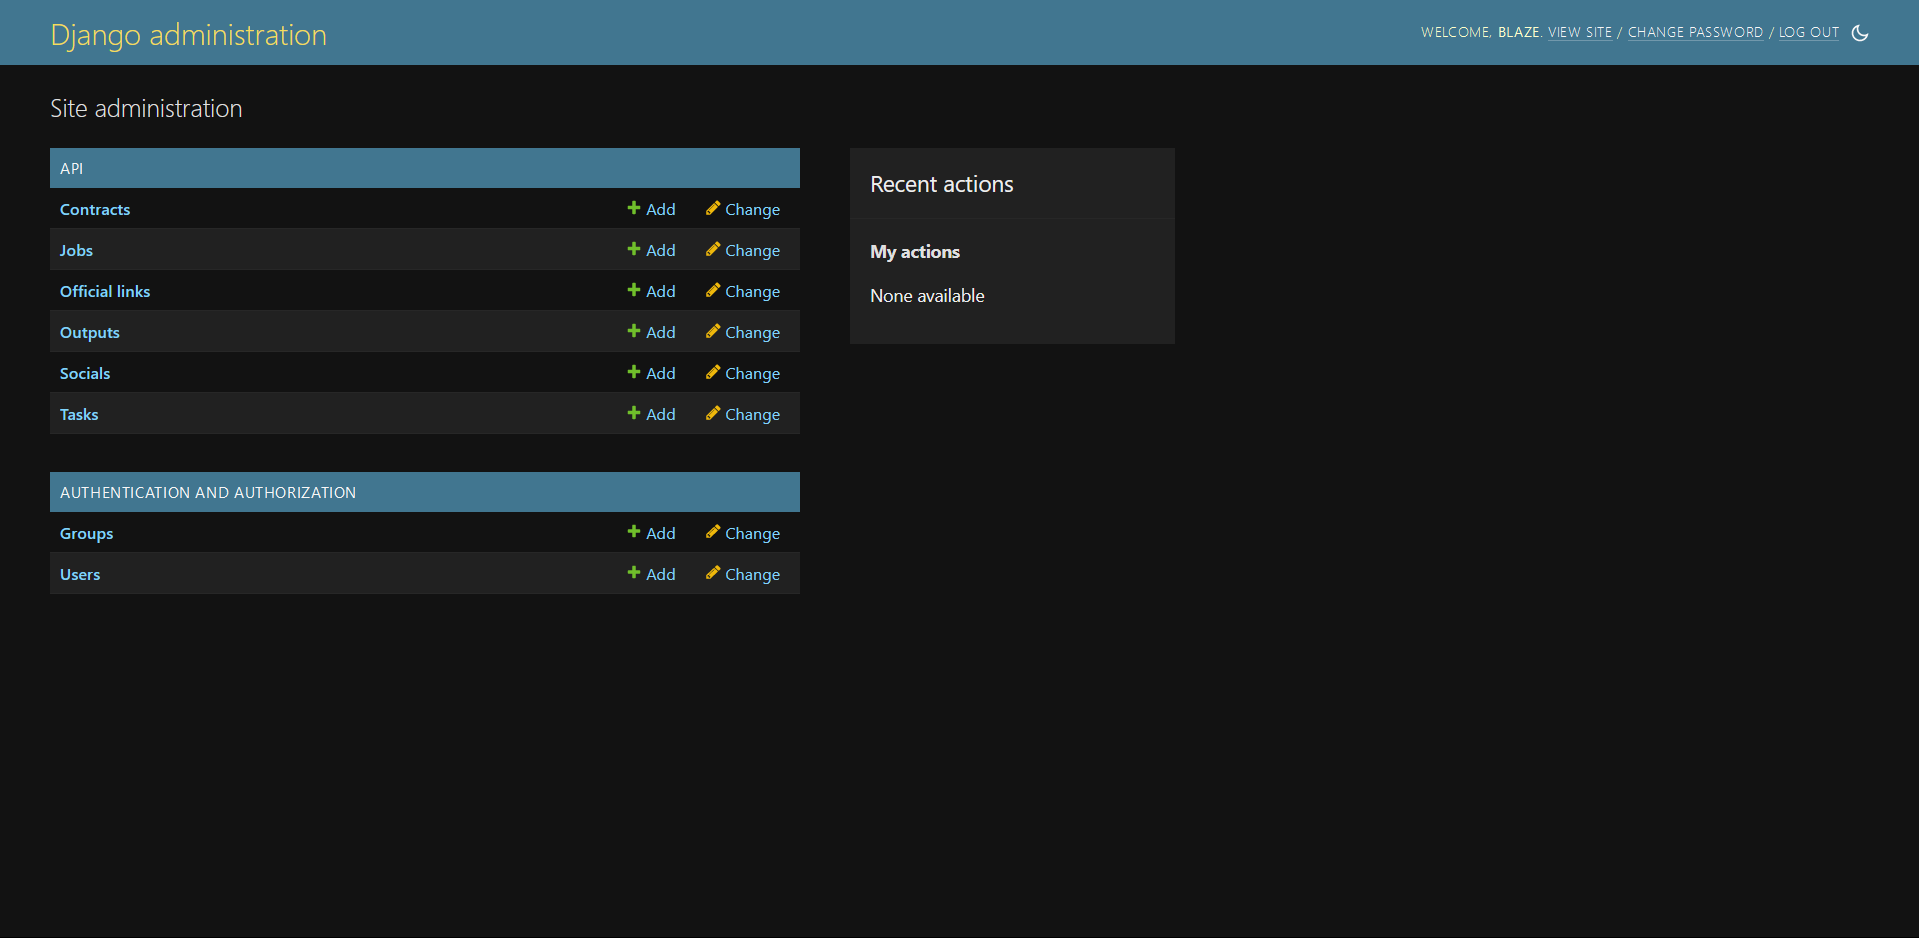 Django administration
WELCOME, BLAZE. VIEW SITE / CHANGE PASSWORD / LOG OUT
Site administration
API
Contracts Add Change
Jobs Add Change
Official links Add Change
Outputs Add Change
Socials Add Change
Tasks Add Change
AUTHENTICATION AND AUTHORIZATION
Groups Add Change
Users Add Change
Recent actions
My actions
None available